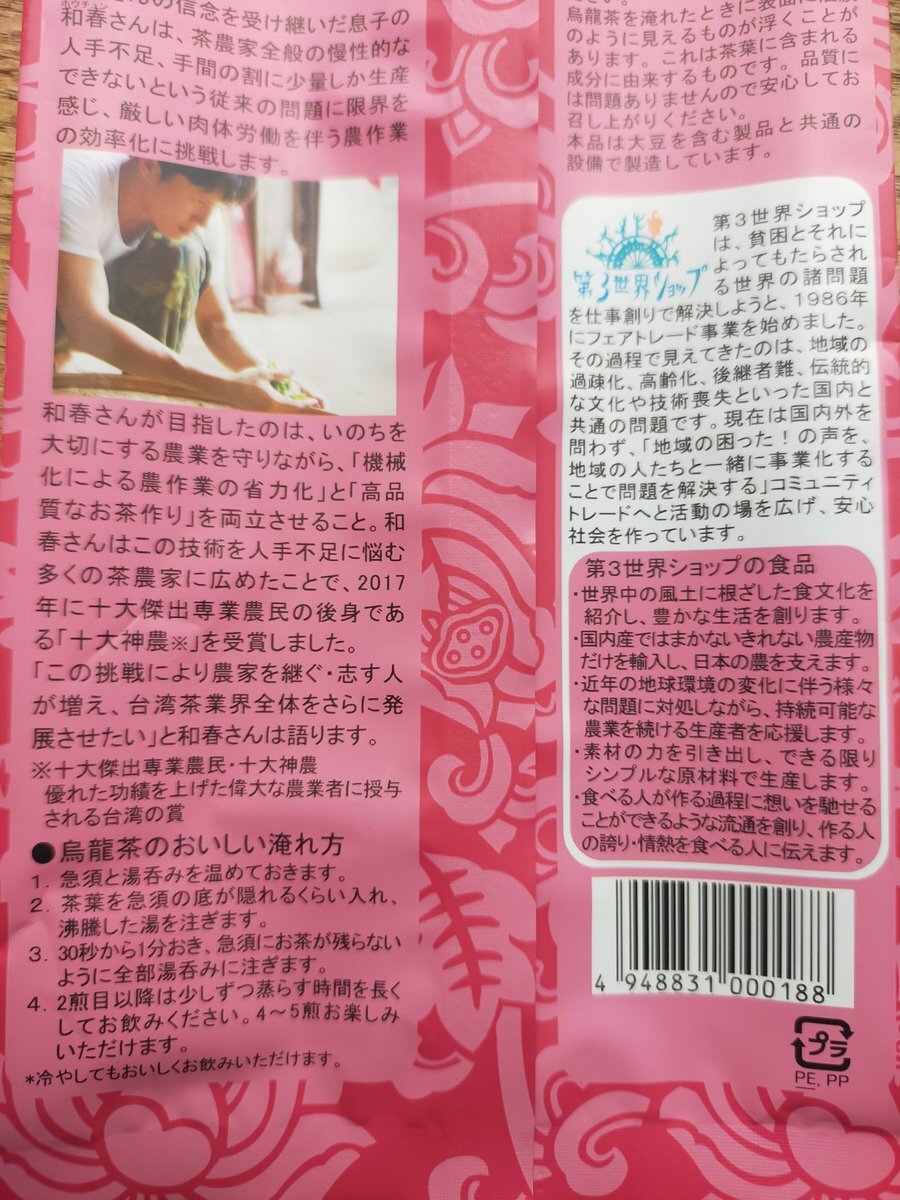 の信念を受け継いだ息子の
ホウチュン
和春さんは、茶農家全般の慢性的な
人手不足、手間の割に少量しか生産
できないという従来の問題に限界を
感じ、厳しい肉体労働を伴う農作業
の効率化に挑戦します。
和春さんが目指したのは、いのちを
大切にする農業を守りながら、「機械
化による農作業の省力化」と「高品
質なお茶作り」を両立させること。和
春さんはこの技術を人手不足に悩む
多くの茶農家に広めたことで、2017
年に十大傑出専業農民の後身であ
る「十大神農※」を受賞しました。
「この挑戦により農家を継ぐ・志す人
が増え、台湾茶業界全体をさらに発
展させたい」と和春さんは語ります。
※十大傑出専業農民・十大神農
優れた功績を上げた偉大な農業者に授与
される台湾の賞
●烏龍茶のおいしい淹れ方
1. 急須と湯呑みを温めておきます。
2. 茶葉を急須の底が隠れるくらい入れ、
沸騰した湯を注ぎます。
3. 30秒から1分おき、急須にお茶が残らない
ように全部湯呑みに注ぎます。
4. 2煎目以降は少しずつ蒸らす時間を長く
してお飲みください。4〜5煎お楽しみ
いただけます。
*冷やしてもおいしくお飲みいただけます。
烏龍茶を淹れたときに表面に油膜
のように見えるものが浮くことが
あります。これは茶葉に含まれる
成分に由来するものです。品質に
は問題ありませんので安心してお
召し上がりください。
本品は大豆を含む製品と共通の
設備で製造しています。
第3世界ショップ
第3世界ショップ
は、貧困とそれに
よってもたらされ
る世界の諸問題
を仕事創りで解決しようと、1986年
にフェアトレード事業を始めました。
その過程で見えてきたのは、地域の
過疎化、高齢化、後継者難、伝統的
な文化や技術喪失といった国内と
共通の問題です。現在は国内外を
問わず、「地域の困った!の声を、
地域の人たちと一緒に事業化する
ことで問題を解決する」コミュニティ
トレードへと活動の場を広げ、安心
社会を作っています。
第3世界ショップの食品
・世界中の風土に根ざした食文化を
紹介し、豊かな生活を創ります。
・国内産ではまかないきれない農産物
だけを輸入し、日本の農を支えます。
・近年の地球環境の変化に伴う様々
な問題に対処しながら、持続可能な
農業を続ける生産者を応援します。
・素材の力を引き出し、できる限り
シンプルな原材料で生産します。
・食べる人が作る過程に想いを馳せる
ことができるような流通を創り、作る人
の誇り・情熱を食べる人に伝えます。
4 948831 000188
プラ
PE, PP